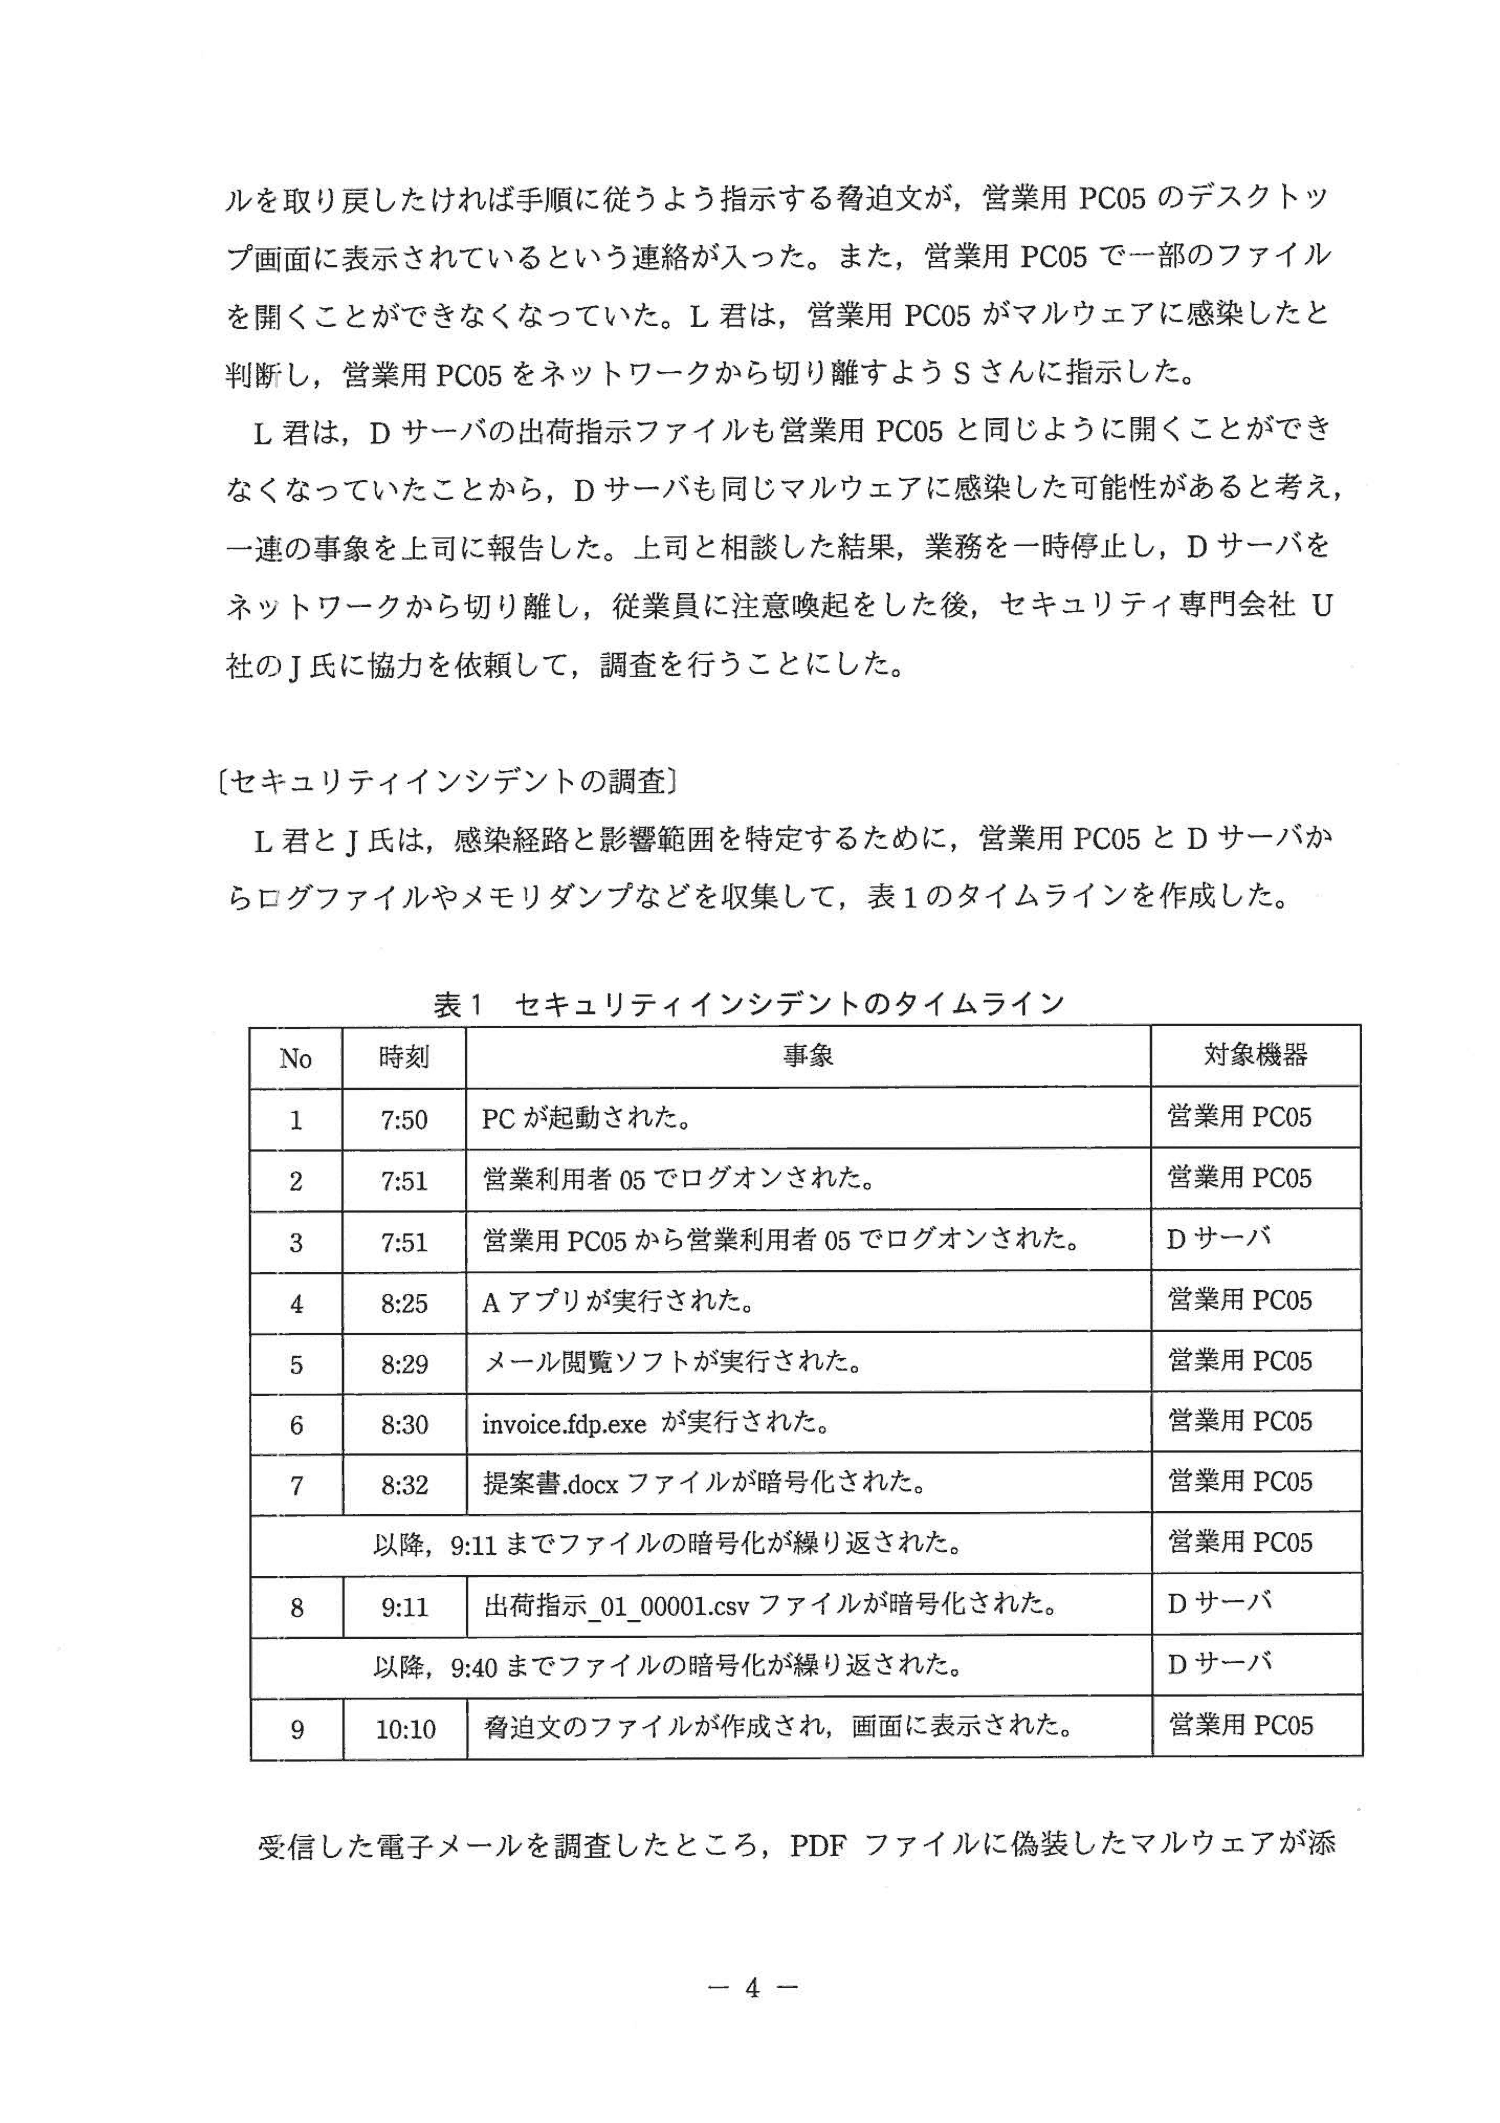 ルを取り戻したければ手順に従うよう指示する脅迫文が，営業用 PC05 のデスクトッ
プ画面に表示されているという連絡が入った。また，営業用 PC05 で一部のファイル
を開くことができなくなっていた。L 君は，営業用 PC05 がマルウェアに感染したと
判断し，営業用 PC05 をネットワークから切り離すよう S さんに指示した。
L 君は，D サーバの出荷指示ファイルも営業用 PC05 と同じように開くことができ
なくなっていたことから，D サーバも同じマルウェアに感染した可能性があると考え，
一連の事象を上司に報告した。上司と相談した結果，業務を一時停止し，D サーバを
ネットワークから切り離し，従業員に注意喚起をした後，セキュリティ専門会社 U
社の J 氏に協力を依頼して，調査を行うことにした。
〔セキュリティインシデントの調査〕
L 君と J 氏は，感染経路と影響範囲を特定するために，営業用 PC05 と D サーバか
らログファイルやメモリダンプなどを収集して，表 1 のタイムラインを作成した。
表 1　セキュリティインシデントのタイムライン
No 時刻 事象 対象機器
1 7:50 PC が起動された。 営業用 PC05
2 7:51 営業利用者 05 でログオンされた。 営業用 PC05
3 7:51 営業用 PC05 から営業利用者 05 でログオンされた。 D サーバ
4 8:25 A アプリが実行された。 営業用 PC05
5 8:29 メール閲覧ソフトが実行された。 営業用 PC05
6 8:30 invoice.fdp.exe が実行された。 営業用 PC05
7 8:32 提案書.docx ファイルが暗号化された。 営業用 PC05
以降，9:11 までファイルの暗号化が繰り返された。 営業用 PC05
8 9:11 出荷指示_01_00001.csv ファイルが暗号化された。 D サーバ
以降，9:40 までファイルの暗号化が繰り返された。 D サーバ
9 10:10 脅迫文のファイルが作成され，画面に表示された。 営業用 PC05
受信した電子メールを調査したところ，PDF ファイルに偽装したマルウェアが添
－ 4 －